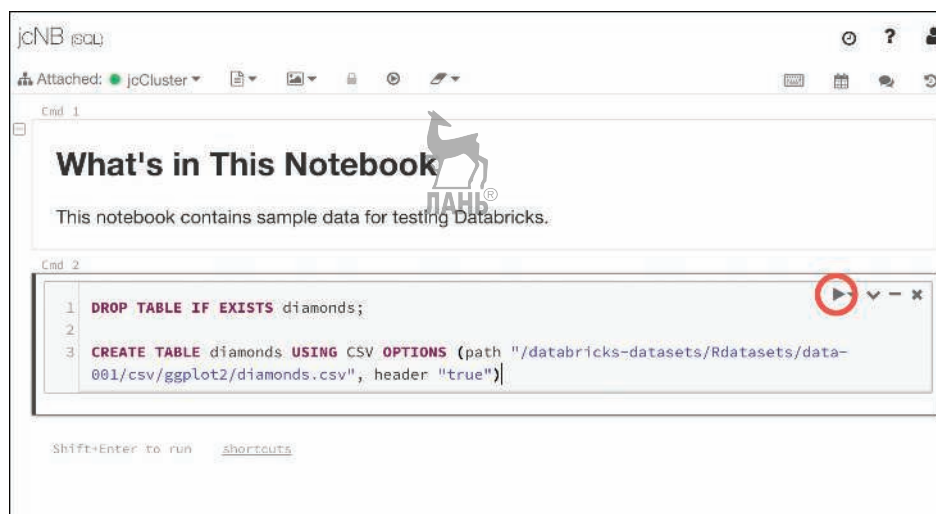 jcNB (SQL)
?
Attached: jcCluster
Cmd 1
What's in This Notebook
ЛАНЬ®
This notebook contains sample data for testing Databricks.
Cmd 2
1 DROP TABLE IF EXISTS diamonds;
2
3 CREATE TABLE diamonds USING CSV OPTIONS (path "/databricks-datasets/Rdatasets/data-
001/csv/ggplot2/diamonds.csv", header "true")
Shift+Enter to run shortcuts